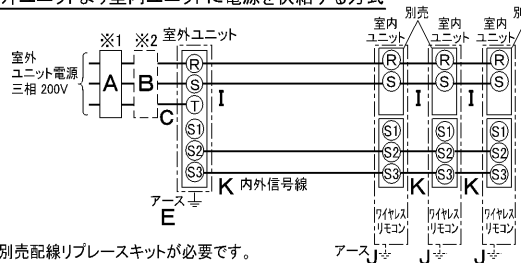 外ユニットより室内ユニットに電源を供給する方式
別売
※1 ※2 室外ユニット
室内ユニット 室内ユニット 室内ユニット
室外
ユニット電源
三相 200V
A B C
R S T S1 S2 S3
R S S1 S2 S3
R S S1 S2 S3
R S S1 S2 S3
I I I
K 内外信号線 K K
アース
E
ワイヤレスリモコン ワイヤレスリモコン ワイヤレスリモコン
別売配線リプレースキットが必要です。
アース J J J